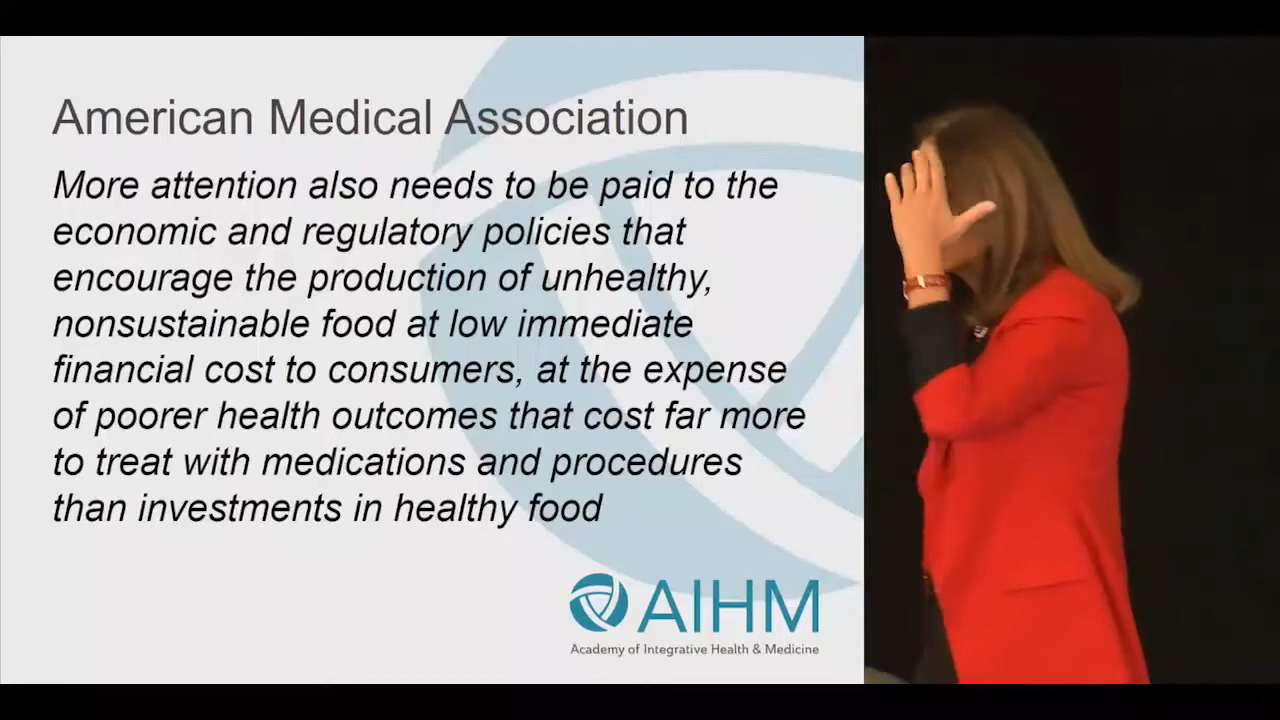 American Medical Association
More attention also needs to be paid to the
economic and regulatory policies that
encourage the production of unhealthy,
nonsustainable food at low immediate
financial cost to consumers, at the expense
of poorer health outcomes that cost far more
to treat with medications and procedures
than investments in healthy food
AIHM
Academy of Integrative Health & Medicine